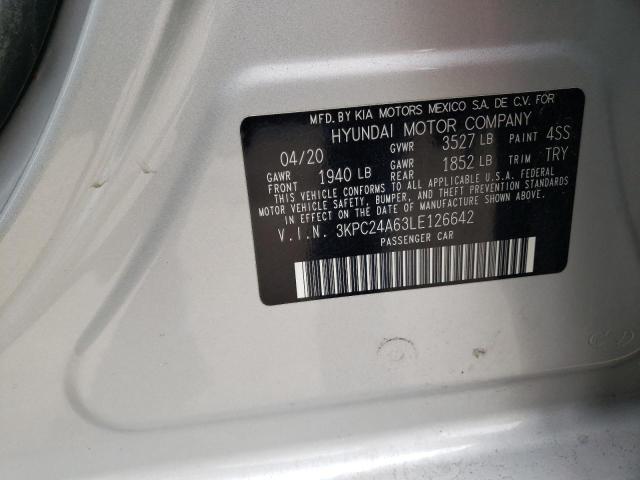 MFD. BY KIA MOTORS MEXICO S.A. DE C.V. FOR
HYUNDAI MOTOR COMPANY
04/20 GVWR 3527 LB PAINT 4SS
GAWR FRONT 1940 LB GAWR REAR 1852 LB TRIM TRY
THIS VEHICLE CONFORMS TO ALL APPLICABLE U.S.A. FEDERAL
MOTOR VEHICLE SAFETY, BUMPER, AND THEFT PREVENTION STANDARDS
IN EFFECT ON THE DATE OF MANUFACTURE SHOWN ABOVE.
V.I.N. 3KPC24A63LE126642
PASSENGER CAR